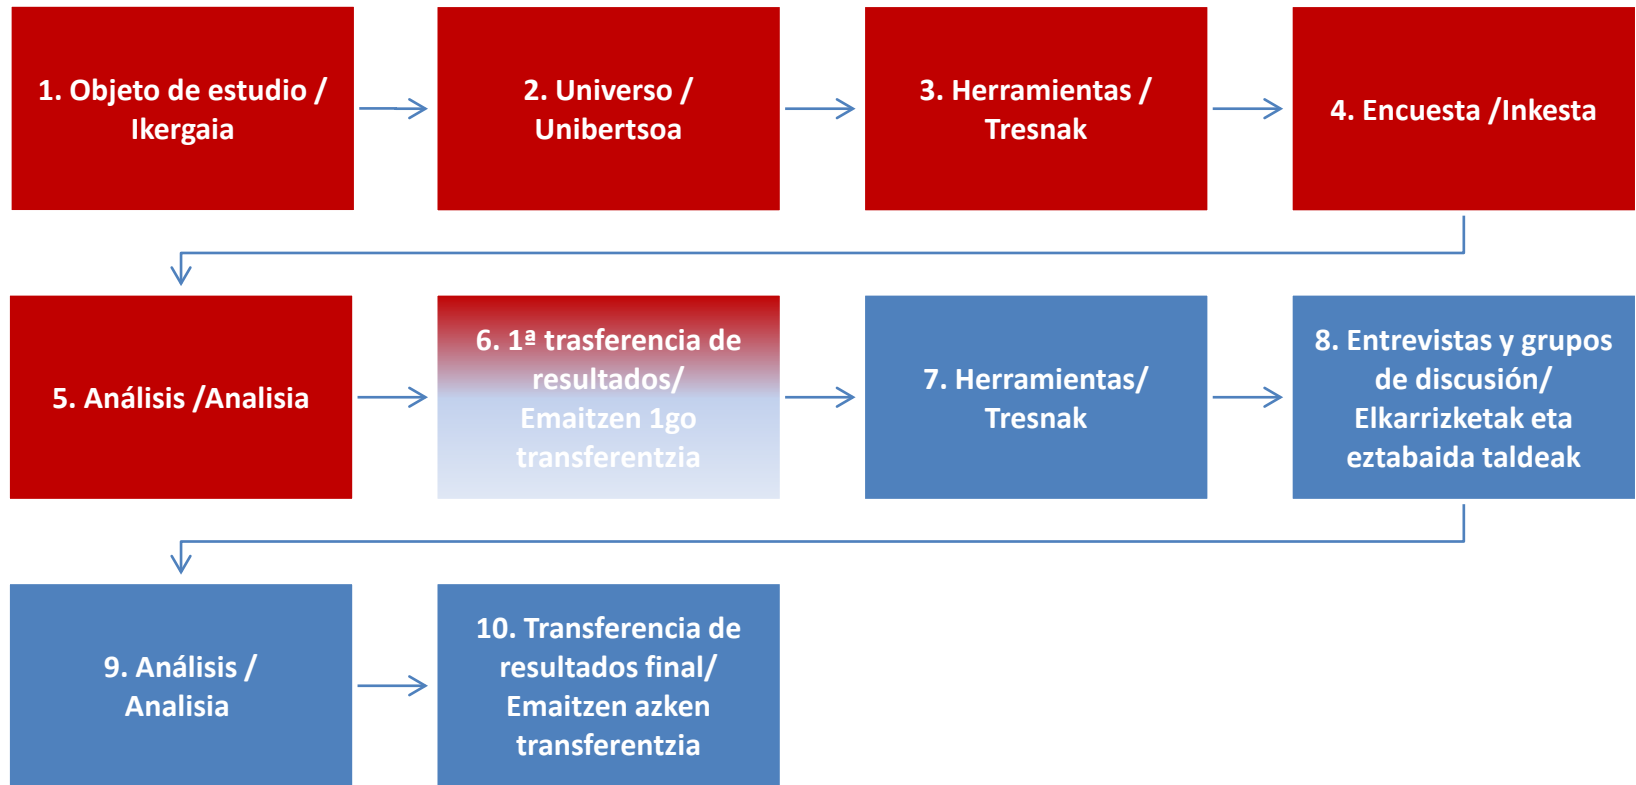 1. Objeto de estudio /
Ikergaia
2. Universo /
Unibertsoa
3. Herramientas /
Tresnak
4. Encuesta /Inkesta
5. Análisis /Analisia
6. 1ª trasferencia de
resultados/
Emaitzen 1go
transferentzia
7. Herramientas/
Tresnak
8. Entrevistas y grupos
de discusión/
Elkarrizketak eta
eztabaida taldeak
9. Análisis /
Analisia
10. Transferencia de
resultados final/
Emaitzen azken
transferentzia